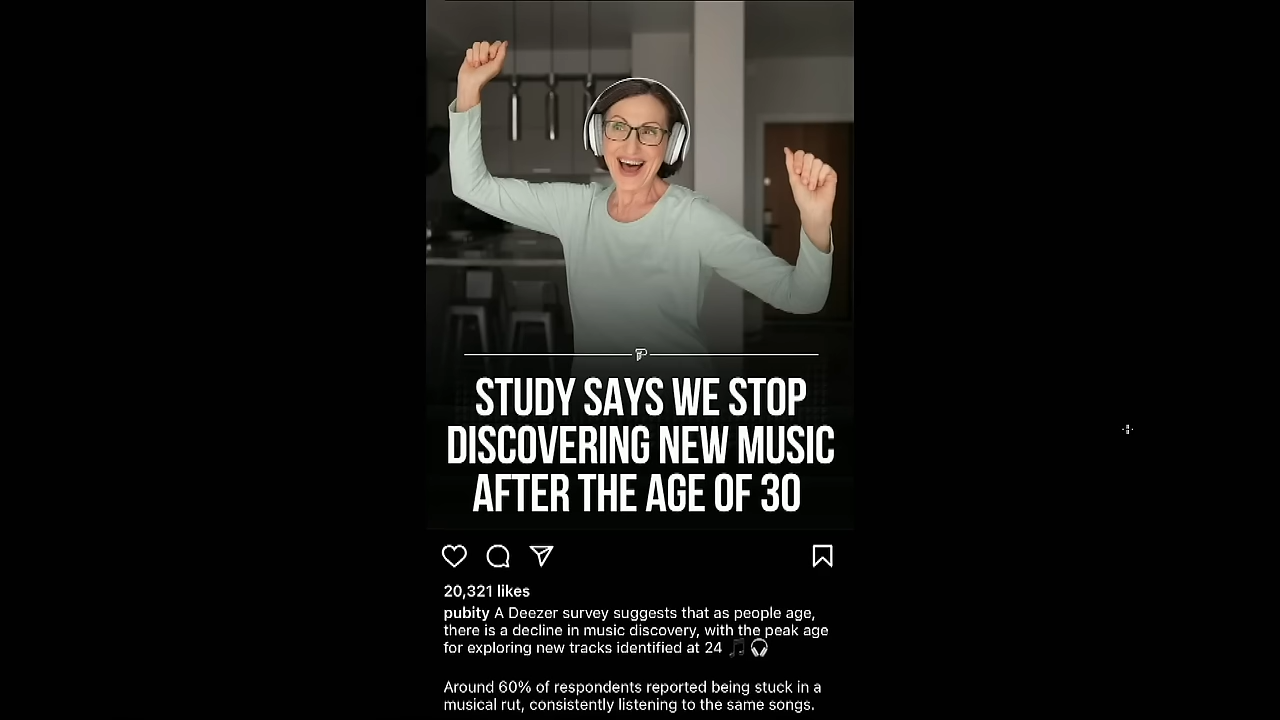 STUDY SAYS WE STOP
DISCOVERING NEW MUSIC
AFTER THE AGE OF 30
20,321 likes
pubity A Deezer survey suggests that as people age,
there is a decline in music discovery, with the peak age
for exploring new tracks identified at 24 🎵🎧
Around 60% of respondents reported being stuck in a
musical rut, consistently listening to the same songs.